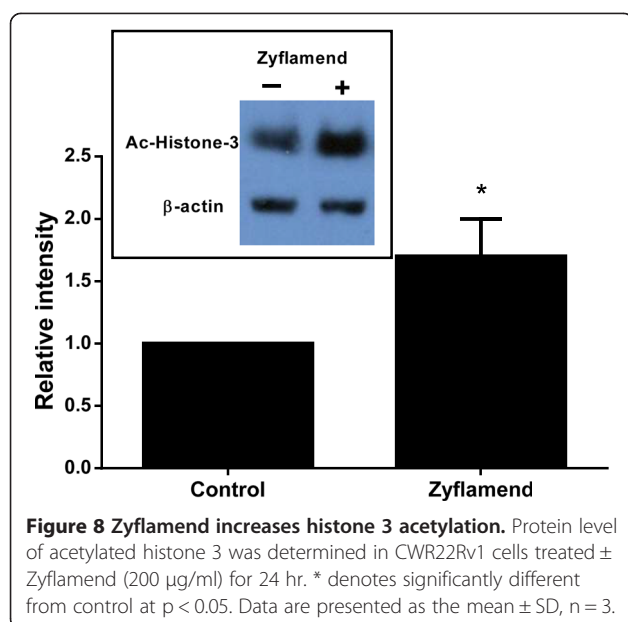 Zyflamend
– +
Ac-Histone-3
β-actin
Relative intensity
2.5
2.0
1.5
1.0
0.5
0.0
*
Control Zyflamend
Figure 8 Zyflamend increases histone 3 acetylation. Protein level
of acetylated histone 3 was determined in CWR22Rv1 cells treated ±
Zyflamend (200 μg/ml) for 24 hr. * denotes significantly different
from control at p < 0.05. Data are presented as the mean ± SD, n = 3.